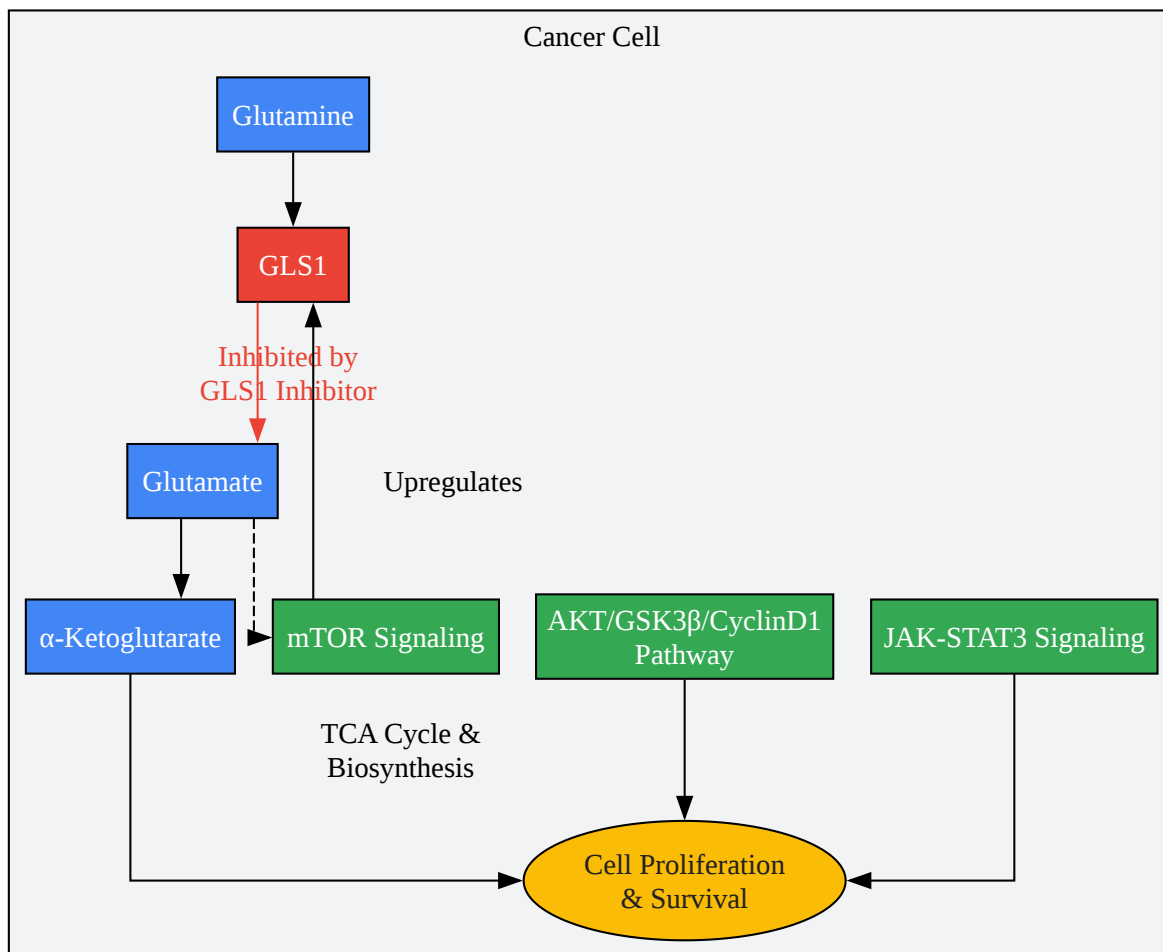 Cancer Cell
Glutamine
GLS1
Inhibited by
GLS1 Inhibitor
Glutamate
Upregulates
α-Ketoglutarate
mTOR Signaling
AKT/GSK3β/CyclinD1
Pathway
JAK-STAT3 Signaling
TCA Cycle &
Biosynthesis
Cell Proliferation
& Survival